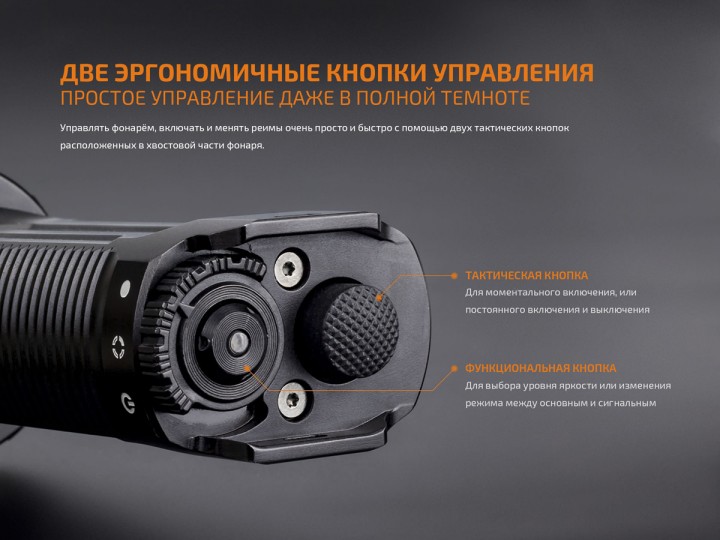 ДВЕ ЭРГОНОМИЧНЫЕ КНОПКИ УПРАВЛЕНИЯ
ПРОСТОЕ УПРАВЛЕНИЕ ДАЖЕ В ПОЛНОЙ ТЕМНОТЕ
Управлять фонарём, включать и менять реимы очень просто и быстро с помощью двух тактических кнопок
расположенных в хвостовой части фонаря.
ТАКТИЧЕСКАЯ КНОПКА
Для моментального включения, или
постоянного включения и выключения
ФУНКЦИОНАЛЬНАЯ КНОПКА
Для выбора уровня яркости или изменения
режима между основным и сигнальным